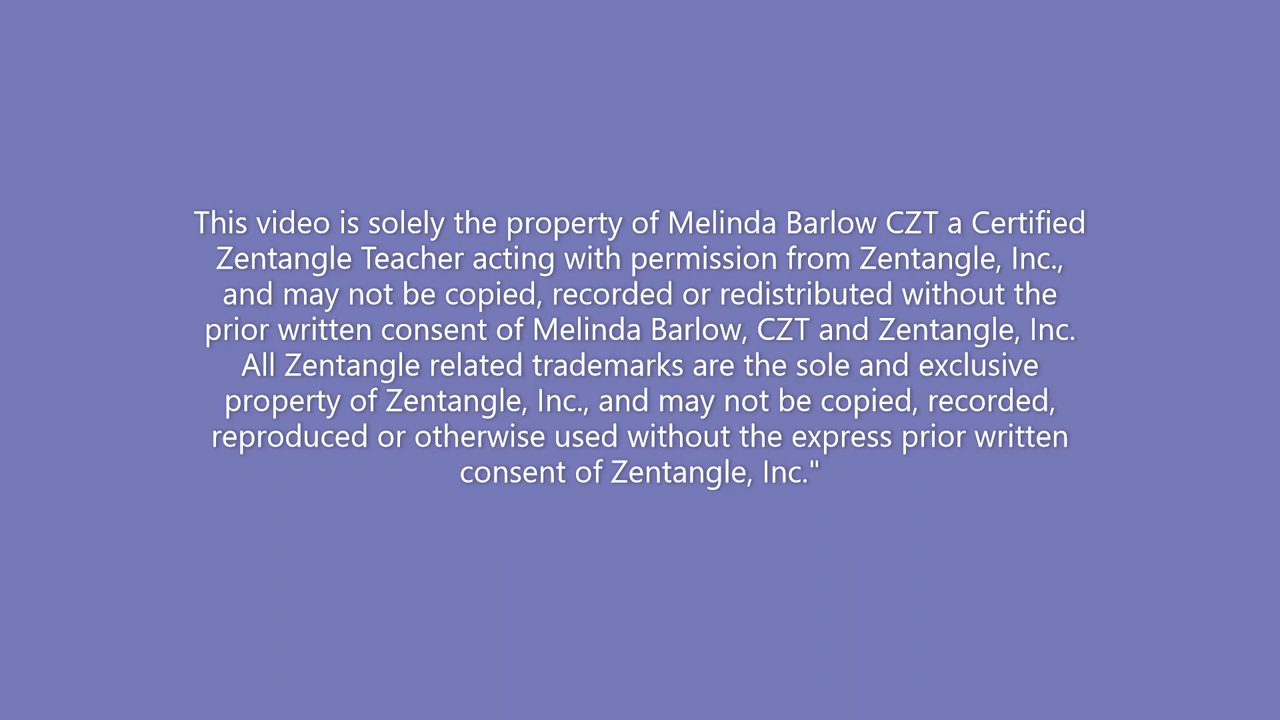 This video is solely the property of Melinda Barlow CZT a Certified
Zentangle Teacher acting with permission from Zentangle, Inc.,
and may not be copied, recorded or redistributed without the
prior written consent of Melinda Barlow, CZT and Zentangle, Inc.
All Zentangle related trademarks are the sole and exclusive
property of Zentangle, Inc., and may not be copied, recorded,
reproduced or otherwise used without the express prior written
consent of Zentangle, Inc."